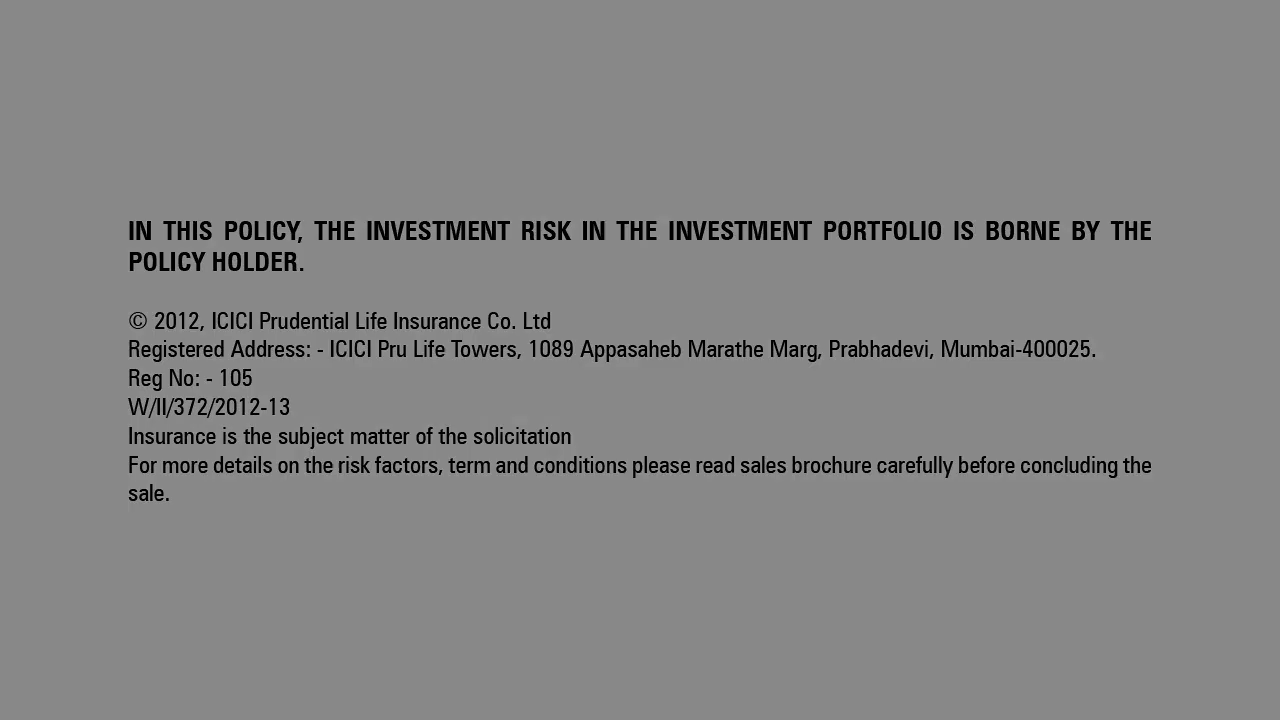 IN THIS POLICY, THE INVESTMENT RISK IN THE INVESTMENT PORTFOLIO IS BORNE BY THE
POLICY HOLDER.
© 2012, ICICI Prudential Life Insurance Co. Ltd
Registered Address: - ICICI Pru Life Towers, 1089 Appasaheb Marathe Marg, Prabhadevi, Mumbai-400025.
Reg No: - 105
W/II/372/2012-13
Insurance is the subject matter of the solicitation
For more details on the risk factors, term and conditions please read sales brochure carefully before concluding the
sale.